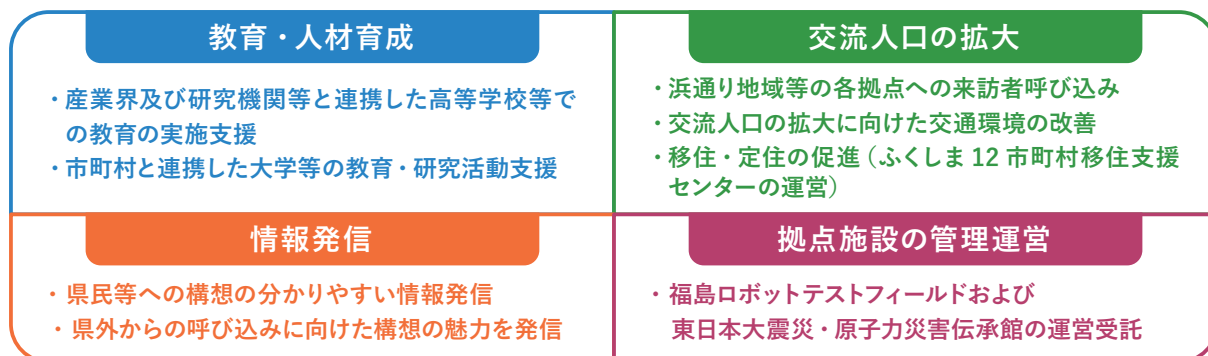 教育・人材育成
・産業界及び研究機関等と連携した高等学校等で
の教育の実施支援
・市町村と連携した大学等の教育・研究活動支援
交流人口の拡大
・浜通り地域等の各拠点への来訪者呼び込み
・交流人口の拡大に向けた交通環境の改善
・移住・定住の促進（ふくしま12市町村移住支援
センターの運営）
情報発信
・県民等への構想の分かりやすい情報発信
・県外からの呼び込みに向けた構想の魅力を発信
拠点施設の管理運営
・福島ロボットテストフィールドおよび
東日本大震災・原子力災害伝承館の運営受託